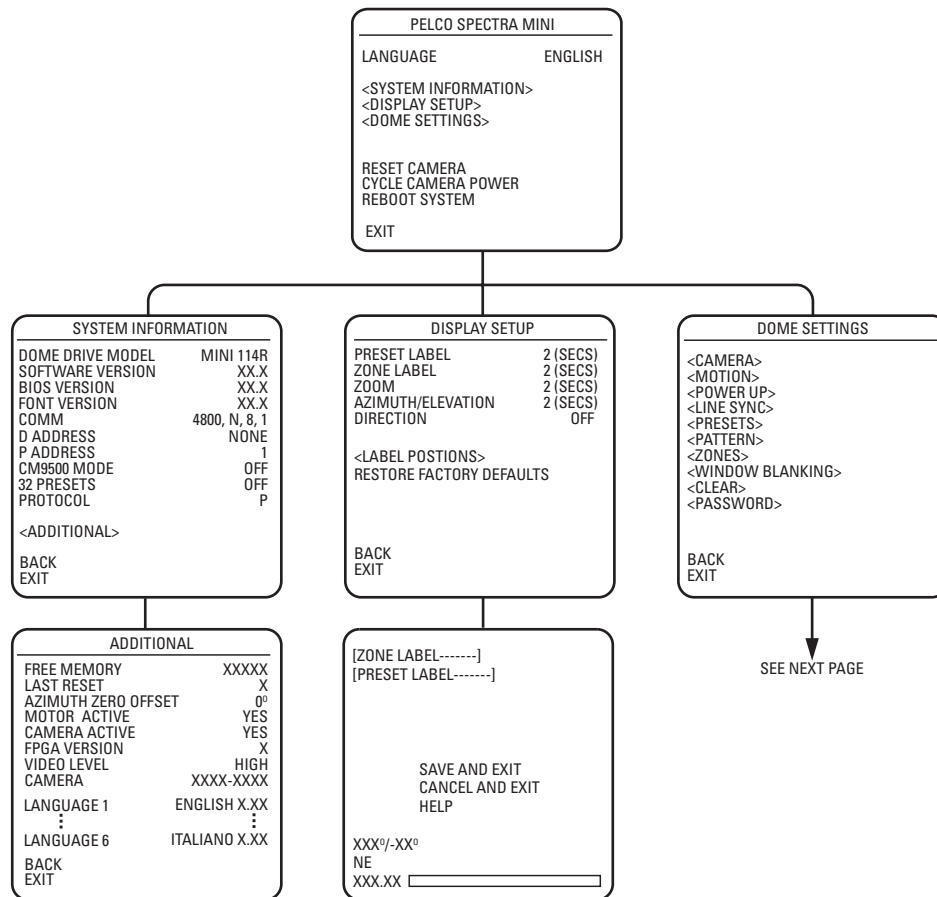 PELCO SPECTRA MINI
LANGUAGE ENGLISH
<SYSTEM INFORMATION>
<DISPLAY SETUP>
<DOME SETTINGS>
RESET CAMERA
CYCLE CAMERA POWER
REBOOT SYSTEM
EXIT
SYSTEM INFORMATION
DOME DRIVE MODEL MINI 114R
SOFTWARE VERSION XX.X
BIOS VERSION XX.X
FONT VERSION XX.X
COMM 4800, N, 8, 1
D ADDRESS NONE
P ADDRESS 1
CM9500 MODE OFF
32 PRESETS OFF
PROTOCOL P
<ADDITIONAL>
BACK
EXIT
DISPLAY SETUP
PRESET LABEL 2 (SECS)
ZONE LABEL 2 (SECS)
ZOOM 2 (SECS)
AZIMUTH/ELEVATION 2 (SECS)
DIRECTION OFF
<LABEL POSTIONS>
RESTORE FACTORY DEFAULTS
BACK
EXIT
DOME SETTINGS
<CAMERA>
<MOTION>
<POWER UP>
<LINE SYNC>
<PRESETS>
<PATTERN>
<ZONES>
<WINDOW BLANKING>
<CLEAR>
<PASSWORD>
BACK
EXIT
ADDITIONAL
FREE MEMORY XXXXX
LAST RESET X
AZIMUTH ZERO OFFSET 0⁰
MOTOR ACTIVE YES
CAMERA ACTIVE YES
FPGA VERSION X
VIDEO LEVEL HIGH
CAMERA XXXX-XXXX
LANGUAGE 1 ENGLISH X.XX
LANGUAGE 6 ITALIANO X.XX
BACK
EXIT
[ZONE LABEL-------]
[PRESET LABEL-------]
SAVE AND EXIT
CANCEL AND EXIT
HELP
XXX⁰/-XX⁰
NE
XXX.XX
SEE NEXT PAGE